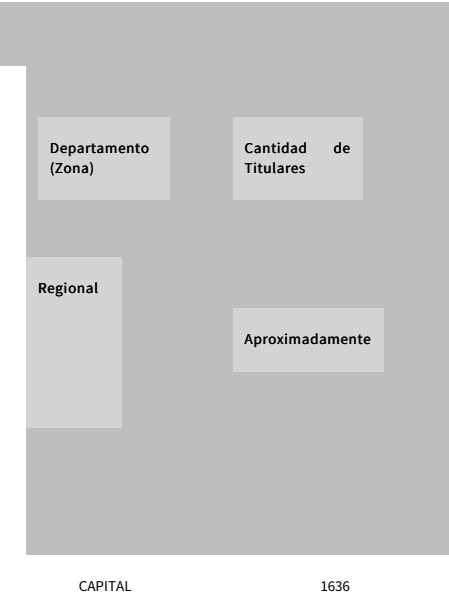 Departamento
(Zona)
Cantidad de
Titulares
Regional
Aproximadamente
CAPITAL 1636